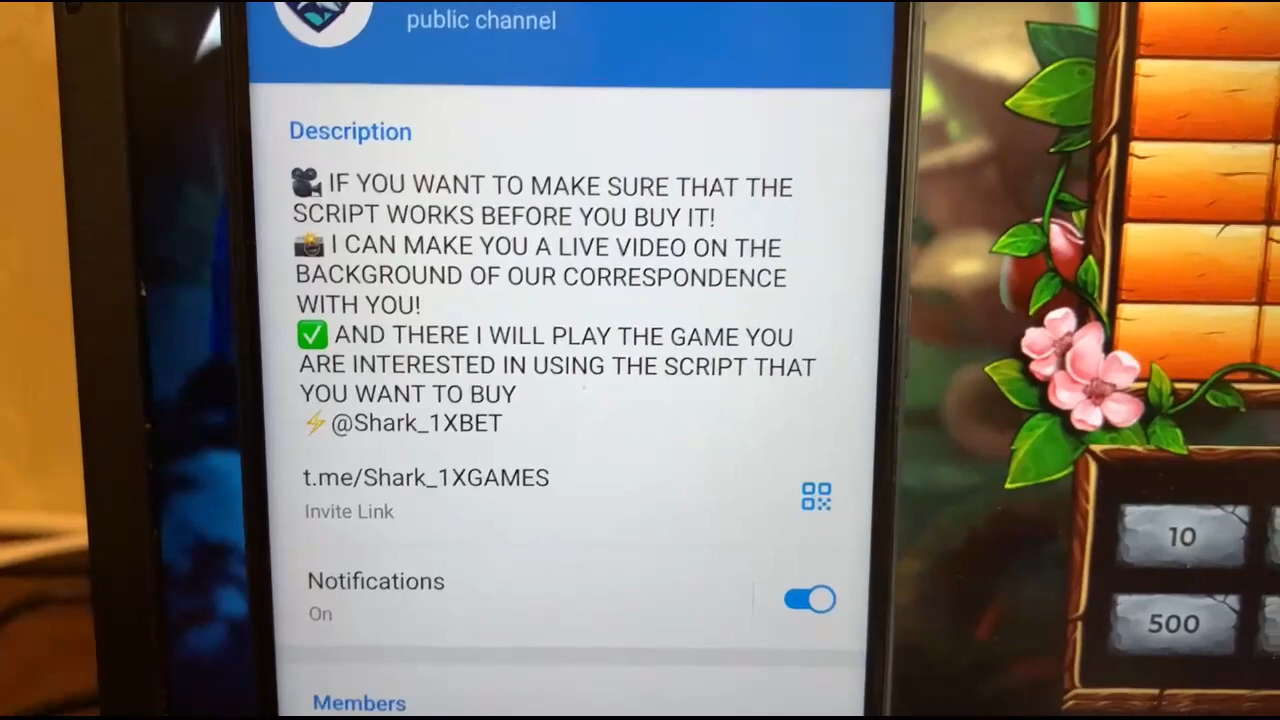 public channel
Description
🎥 IF YOU WANT TO MAKE SURE THAT THE
SCRIPT WORKS BEFORE YOU BUY IT!
📸 I CAN MAKE YOU A LIVE VIDEO ON THE
BACKGROUND OF OUR CORRESPONDENCE
WITH YOU!
✅ AND THERE I WILL PLAY THE GAME YOU
ARE INTERESTED IN USING THE SCRIPT THAT
YOU WANT TO BUY
⚡@Shark_1XBET
t.me/Shark_1XGAMES
Invite Link
Notifications
On
Members
10
500